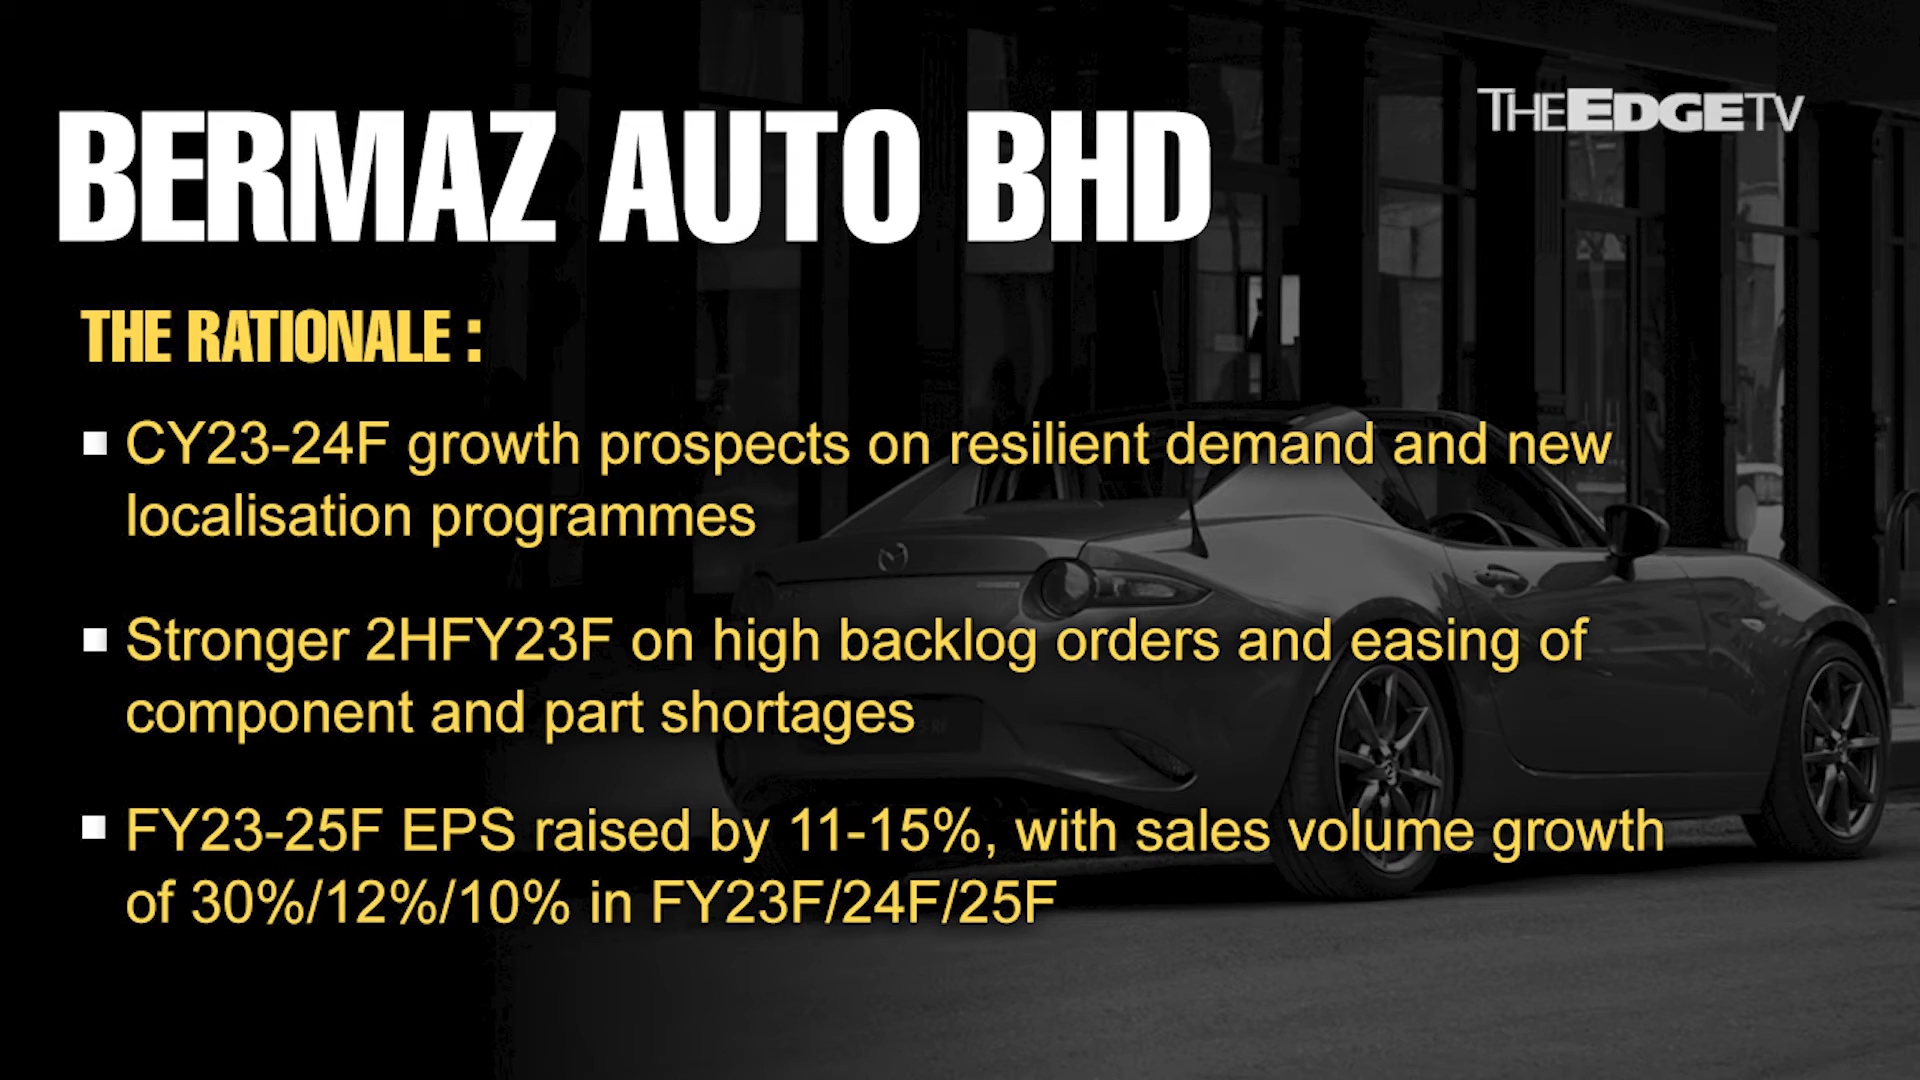 BERMAZ AUTO BHD
THEEDGETV
THE RATIONALE :
CY23-24F growth prospects on resilient demand and new
localisation programmes
Stronger 2HFY23F on high backlog orders and easing of
component and part shortages
FY23-25F EPS raised by 11-15%, with sales volume growth
of 30%/12%/10% in FY23F/24F/25F